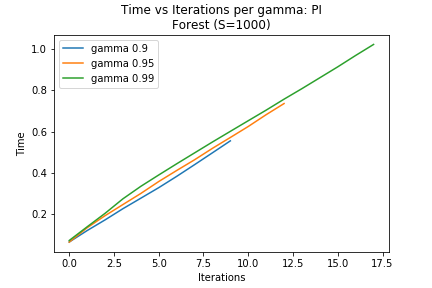 Time vs Iterations per gamma: PI
Forest (S=1000)
gamma 0.9
gamma 0.95
gamma 0.99
1.0
0.8
0.6
0.4
0.2
Time
0.0 2.5 5.0 7.5 10.0 12.5 15.0 17.5
Iterations